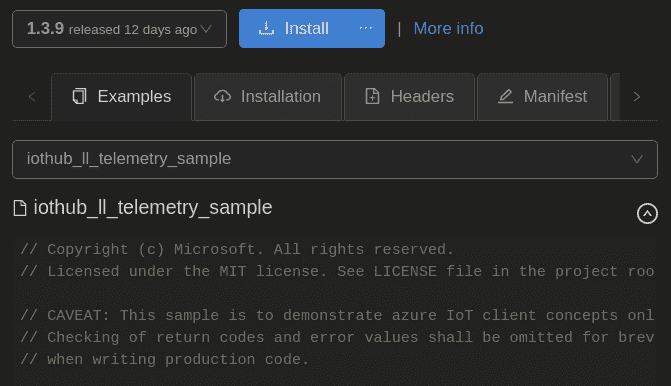 1.3.9 released 12 days ago Install ... | More info
Examples Installation Headers Manifest
iothub_ll_telemetry_sample
iothub_ll_telemetry_sample
// Copyright (c) Microsoft. All rights reserved.
// Licensed under the MIT license. See LICENSE file in the project roo
// CAVEAT: This sample is to demonstrate azure IoT client concepts onl
// Checking of return codes and error values shall be omitted for brev
// when writing production code.